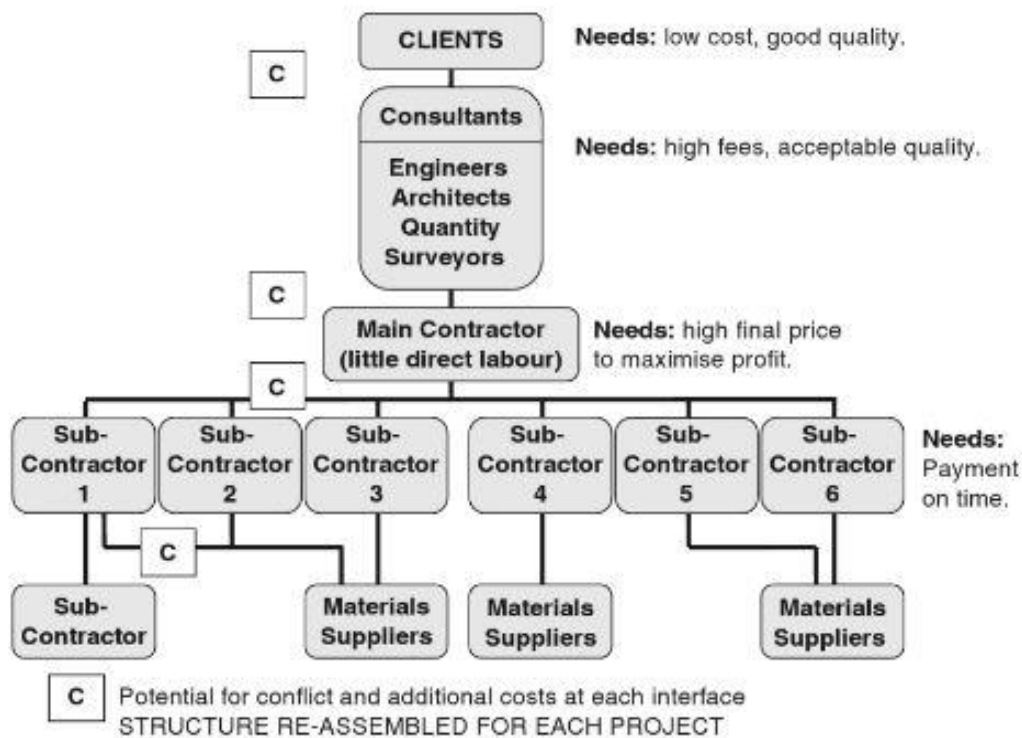 CLIENTS
Needs: low cost, good quality.
C
Consultants
Needs: high fees, acceptable quality.
Engineers
Architects
Quantity
Surveyors
C
Main Contractor
(little direct labour)
Needs: high final price
to maximise profit.
C
Sub-
Contractor
1
Sub-
Contractor
2
Sub-
Contractor
3
Sub-
Contractor
4
Sub-
Contractor
5
Sub-
Contractor
6
Needs:
Payment
on time.
C
Sub-
Contractor
Materials
Suppliers
Materials
Suppliers
Materials
Suppliers
C
Potential for conflict and additional costs at each interface
STRUCTURE RE-ASSEMBLED FOR EACH PROJECT